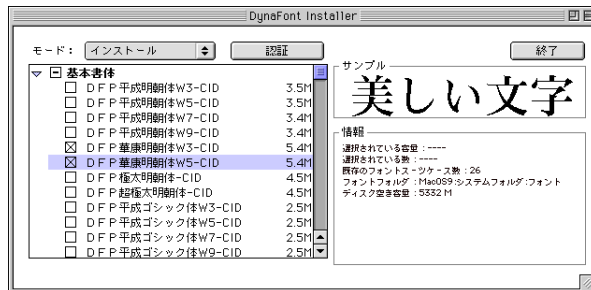 DynaFont Installer
モード： インストール 認証 終了
基本書体
ＤＦＰ平成明朝体W3-CID 3.5M
ＤＦＰ平成明朝体W5-CID 3.5M
ＤＦＰ平成明朝体W7-CID 3.4M
ＤＦＰ平成明朝体W9-CID 3.4M
ＤＦＰ華康明朝体W3-CID 5.4M
ＤＦＰ華康明朝体W5-CID 5.4M
ＤＦＰ極太明朝体-CID 4.5M
ＤＦＰ超極太明朝体-CID 4.5M
ＤＦＰ平成ゴシック体W3-CID 2.5M
ＤＦＰ平成ゴシック体W5-CID 2.5M
ＤＦＰ平成ゴシック体W7-CID 2.5M
ＤＦＰ平成ゴシック体W9-CID 2.5M
サンプル
美しい文字
情報
選択されている容量：----
選択されている数：----
既存のフォントスーツケース数：26
フォントフォルダ：MacOS9:システムフォルダ:フォント
ディスク空き容量：5332 M